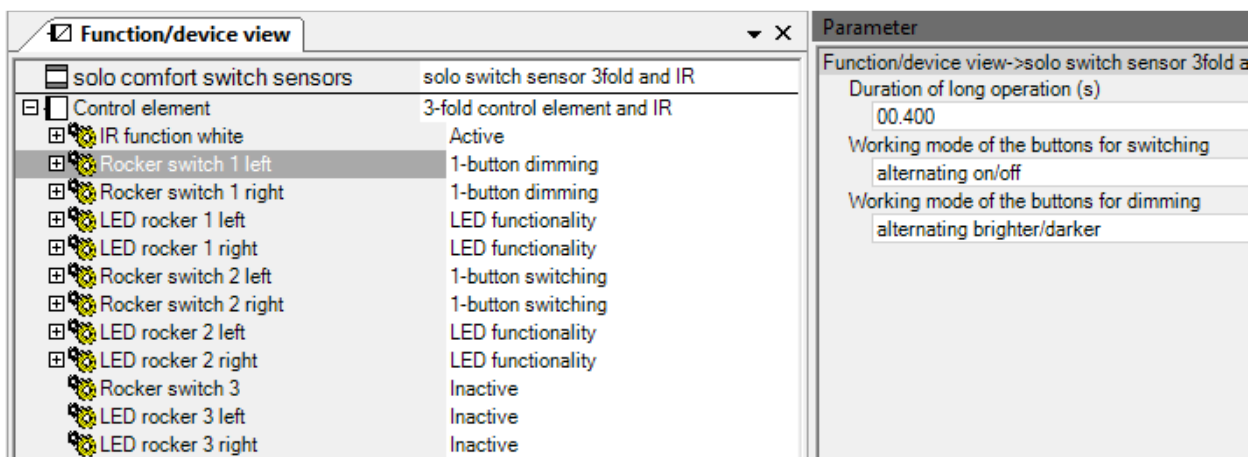 Function/device view
solo comfort switch sensors solo switch sensor 3fold and IR
Control element 3-fold control element and IR
IR function white Active
Rocker switch 1 left 1-button dimming
Rocker switch 1 right 1-button dimming
LED rocker 1 left LED functionality
LED rocker 1 right LED functionality
Rocker switch 2 left 1-button switching
Rocker switch 2 right 1-button switching
LED rocker 2 left LED functionality
LED rocker 2 right LED functionality
Rocker switch 3 Inactive
LED rocker 3 left Inactive
LED rocker 3 right Inactive
Parameter
Function/device view->solo switch sensor 3fold a
Duration of long operation (s)
00.400
Working mode of the buttons for switching
alternating on/off
Working mode of the buttons for dimming
alternating brighter/darker